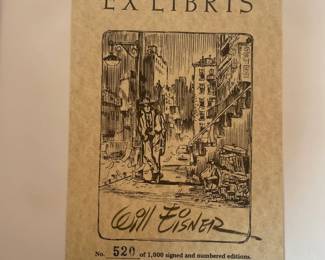 EX LIBRIS
Will Eisner
No. 520 of 1,000 signed and numbered editions.